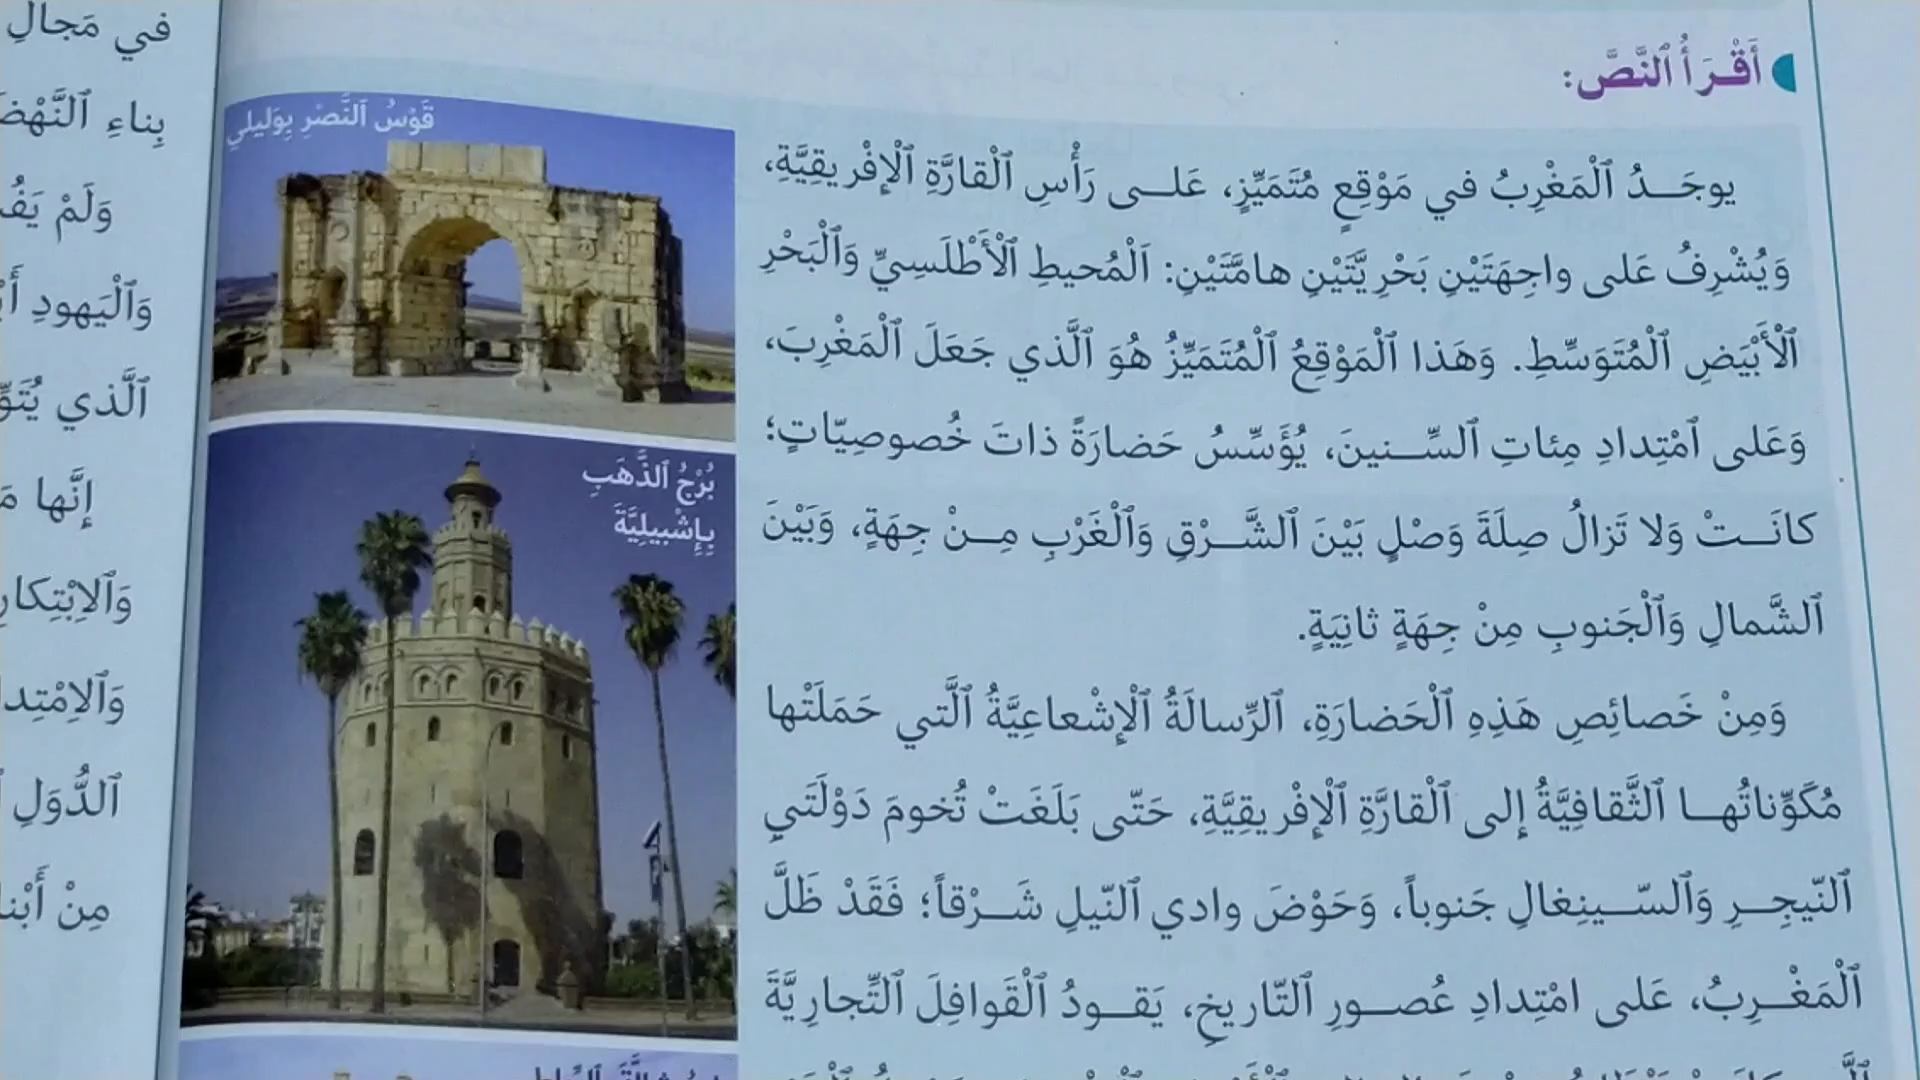 أَقْرَأُ ٱلنَّصَّ:
يوجَدُ ٱلْمَغْرِبُ في مَوْقِعٍ مُتَمَيِّزٍ، عَلى رَأْسِ ٱلْقارَّةِ ٱلْإِفْريقِيَّةِ،
وَيُشْرِفُ عَلى واجِهَتَيْنِ بَحْرِيَّتَيْنِ هامَّتَيْنِ: اَلْمُحيطِ ٱلْأَطْلَسِيِّ وَٱلْبَحْرِ
ٱلْأَبْيَضِ ٱلْمُتَوَسِّطِ. وَهَذا ٱلْمَوْقِعُ ٱلْمُتَمَيِّزُ هُوَ ٱلَّذي جَعَلَ ٱلْمَغْرِبَ،
وَعَلى ٱمْتِدادِ مِئاتِ ٱلسِّنينَ، يُؤَسِّسُ حَضارَةً ذاتَ خُصوصِيّاتٍ؛
كانَتْ وَلا تَزالُ صِلَةَ وَصْلٍ بَيْنَ ٱلشَّرْقِ وَٱلْغَرْبِ مِنْ جِهَةٍ، وَبَيْنَ
ٱلشَّمالِ وَٱلْجَنوبِ مِنْ جِهَةٍ ثانِيَةٍ.
وَمِنْ خَصائِصِ هَذِهِ ٱلْحَضارَةِ، ٱلرِّسالَةُ ٱلْإِشْعاعِيَّةُ ٱلَّتي حَمَلَتْها
مُكَوِّناتُها ٱلثَّقافِيَّةُ إِلى ٱلْقارَّةِ ٱلْإِفْريقِيَّةِ، حَتّى بَلَغَتْ تُخومَ دَوْلَتَيِ
ٱلنّيجِرِ وَٱلسّينِغالِ جَنوباً، وَحَوْضَ وادي ٱلنّيلِ شَرْقاً؛ فَقَدْ ظَلَّ
ٱلْمَغْرِبُ، عَلى امْتِدادِ عُصورِ ٱلتّاريخِ، يَقودُ ٱلْقَوافِلَ ٱلتِّجارِيَّةَ
قَوْسُ ٱلنَّصْرِ بِوَليلي
بُرْجُ ٱلذَّهَبِ
بِإِشْبيلِيَّةَ
في مَجالِ
بِناءِ ٱلنَّهْضَ
وَلَمْ يَفُ
وَٱلْيَهودِ أَ
ٱلَّذي يُتَوِّ
إِنَّها مَ
وَٱلِابْتِكارِ
وَٱلِامْتِدا
ٱلدُّوَلِ
مِنْ أَبْنا